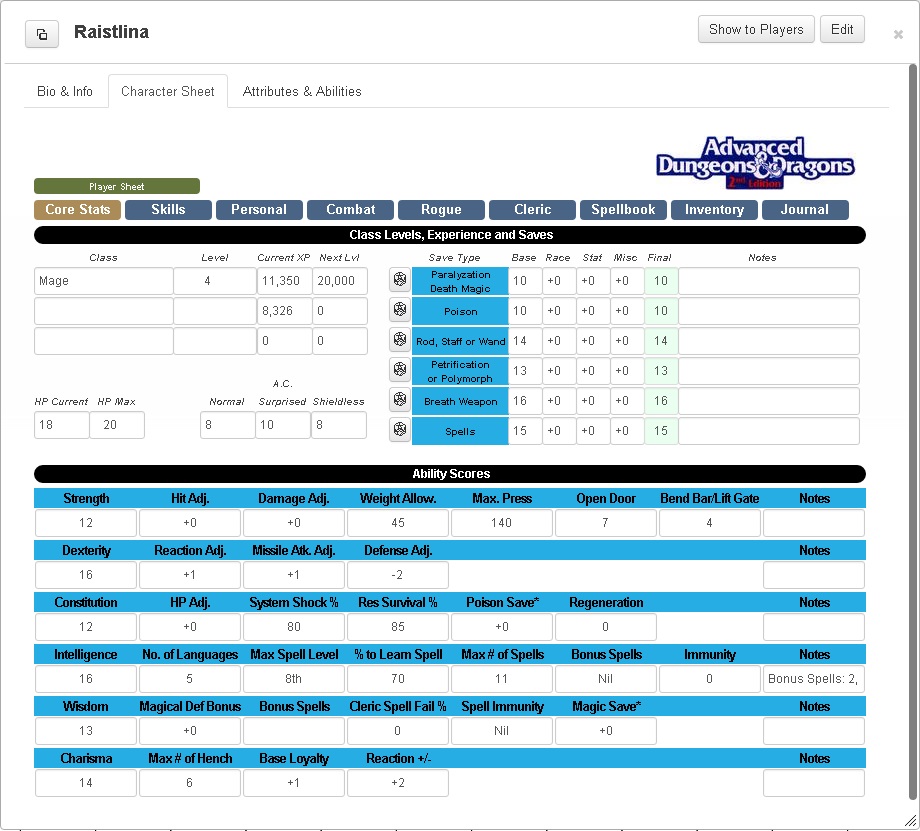 Raistlina
Show to Players Edit ×
Bio & Info Character Sheet Attributes & Abilities
Advanced
Dungeons & Dragons
2nd Edition
Player Sheet
Core Stats Skills Personal Combat Rogue Cleric Spellbook Inventory Journal
Class Levels, Experience and Saves
Class Level Current XP Next Lvl
Mage 4 11,350 20,000
8,326 0
0 0
A.C.
HP Current HP Max Normal Surprised Shieldless
18 20 8 10 8
Save Type Base Race Stat Misc Final Notes
Paralyzation
Death Magic 10 +0 +0 +0 10
Poison 10 +0 +0 +0 10
Rod, Staff or Wand 14 +0 +0 +0 14
Petrification
or Polymorph 13 +0 +0 +0 13
Breath Weapon 16 +0 +0 +0 16
Spells 15 +0 +0 +0 15
Ability Scores
Strength Hit Adj. Damage Adj. Weight Allow. Max. Press Open Door Bend Bar/Lift Gate Notes
12 +0 +0 45 140 7 4
Dexterity Reaction Adj. Missile Atk. Adj. Defense Adj. Notes
16 +1 +1 -2
Constitution HP Adj. System Shock % Res Survival % Poison Save* Regeneration Notes
12 +0 80 85 +0 0
Intelligence No. of Languages Max Spell Level % to Learn Spell Max # of Spells Bonus Spells Immunity Notes
16 5 8th 70 11 Nil 0 Bonus Spells: 2,
Wisdom Magical Def Bonus Bonus Spells Cleric Spell Fail % Spell Immunity Magic Save* Notes
13 +0 0 Nil +0
Charisma Max # of Hench Base Loyalty Reaction +/- Notes
14 6 +1 +2